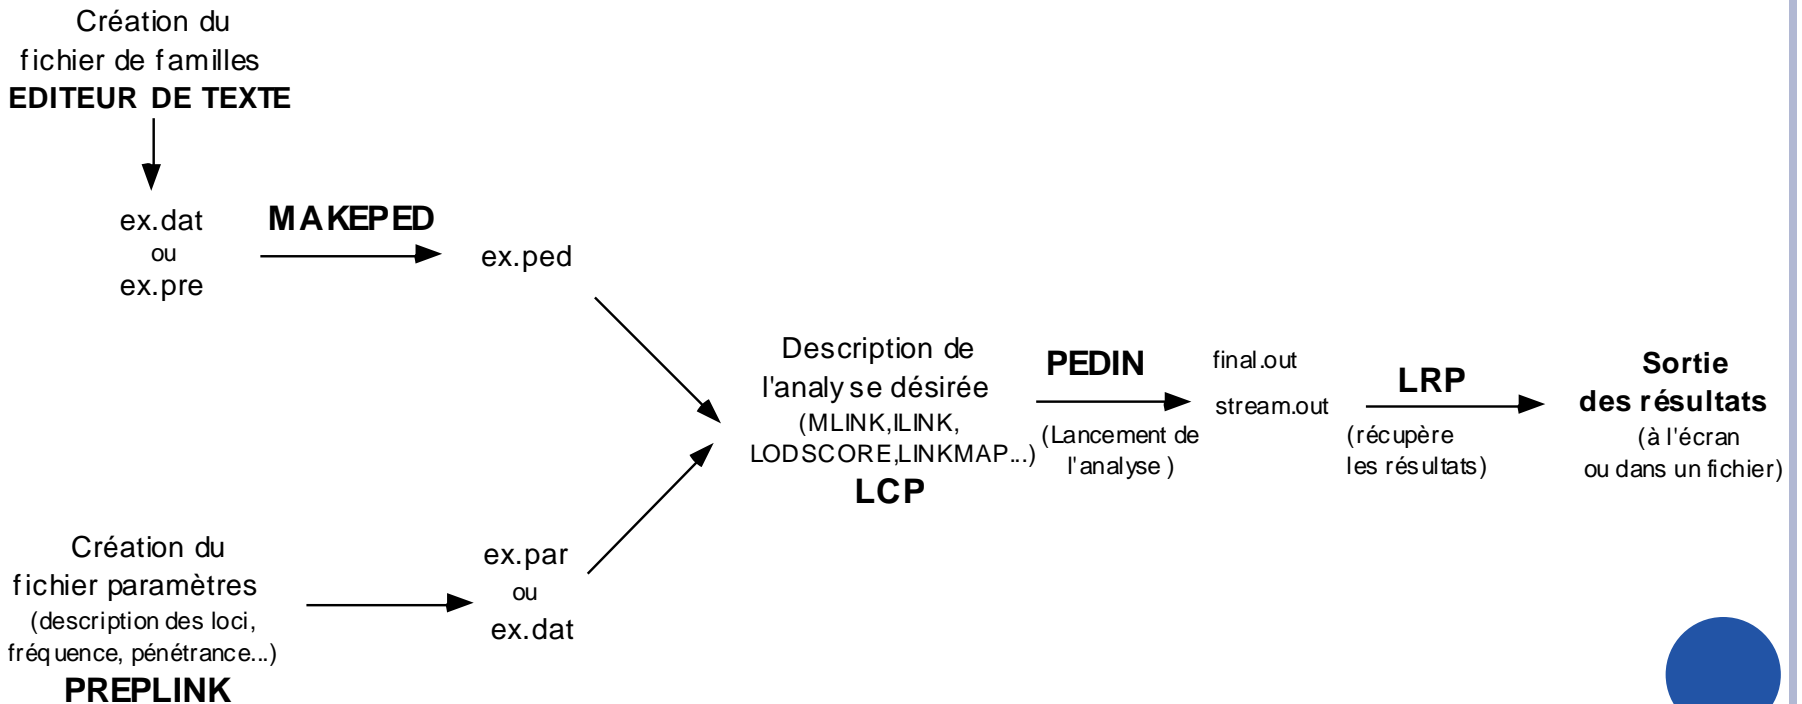 Création du
fichier de familles
EDITEUR DE TEXTE
ex.dat
ou
ex.pre
MAKEPED
ex.ped
Création du
fichier paramètres
(description des loci,
fréquence, pénétrance...)
PREPLINK
ex.par
ou
ex.dat
Description de
l'analyse désirée
(MLINK,ILINK,
LODSCORE,LINKMAP...)
LCP
PEDIN
(Lancement de
l'analyse )
final.out
stream.out
LRP
(récupère
les résultats)
Sortie
des résultats
(à l'écran
ou dans un fichier)